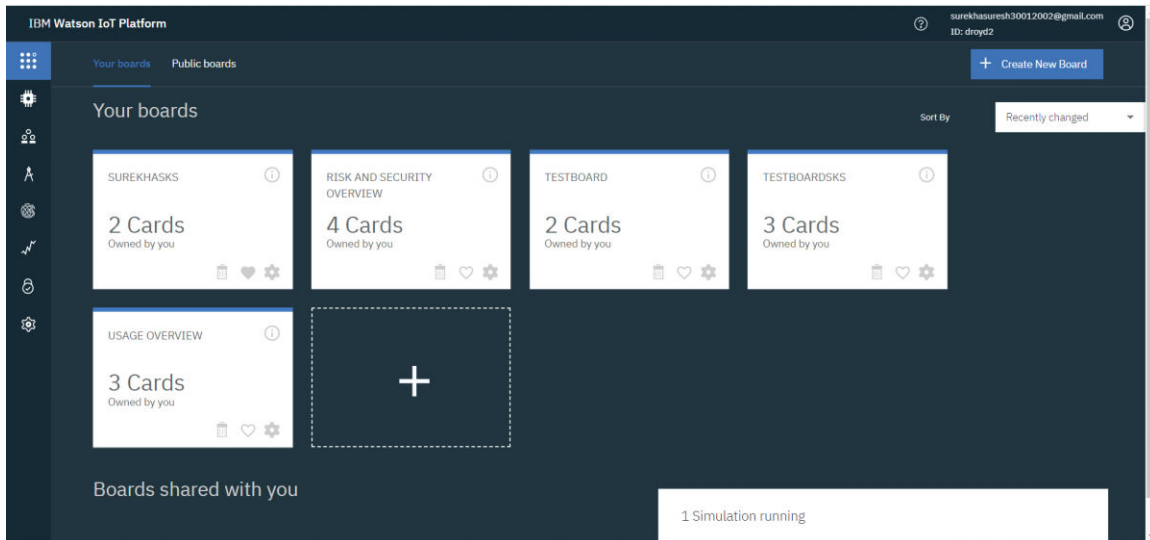 IBM Watson IoT Platform
surekhasuresh30012002@gmail.com
ID: droyd2
Your boards Public boards
+ Create New Board
Your boards
Sort By
Recently changed
SUREKHASKS
2 Cards
Owned by you
RISK AND SECURITY
OVERVIEW
4 Cards
Owned by you
TESTBOARD
2 Cards
Owned by you
TESTBOARDSKS
3 Cards
Owned by you
USAGE OVERVIEW
3 Cards
Owned by you
Boards shared with you
1 Simulation running